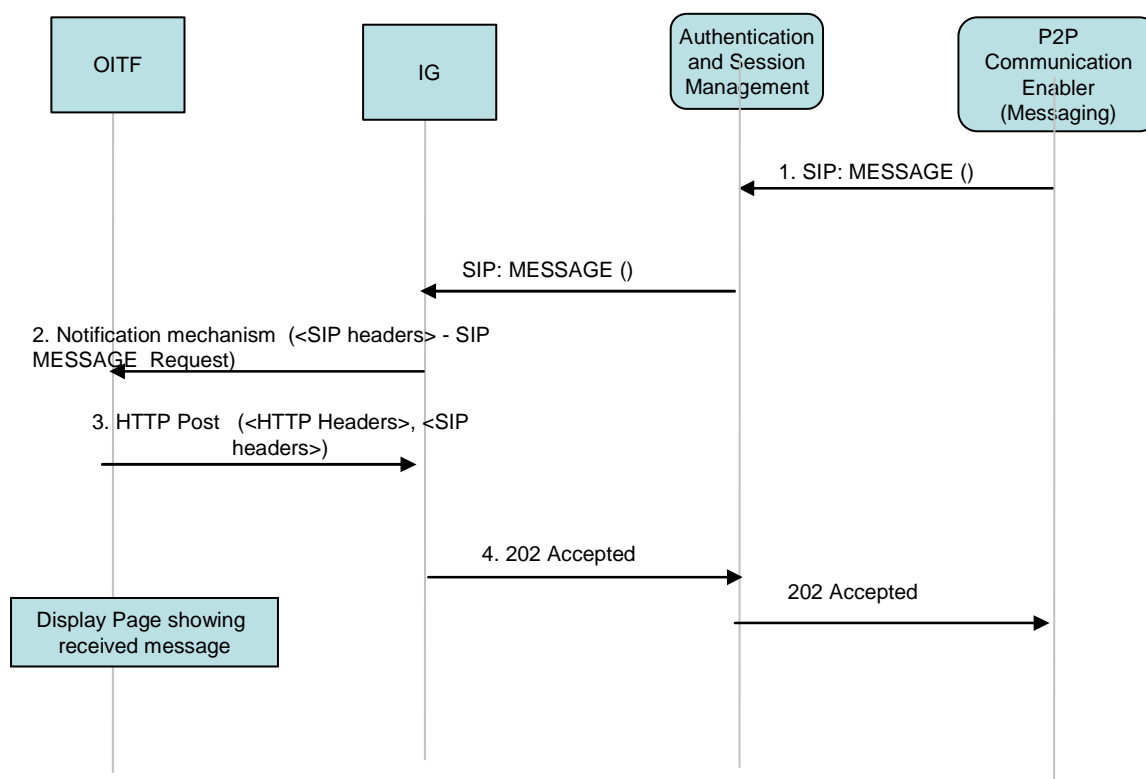 OITF
IG
Authentication
and Session
Management
P2P
Communication
Enabler
(Messaging)
1. SIP: MESSAGE ()
SIP: MESSAGE ()
2. Notification mechanism (<SIP headers> - SIP
MESSAGE Request)
3. HTTP Post (<HTTP Headers>, <SIP
headers>)
4. 202 Accepted
202 Accepted
Display Page showing
received message